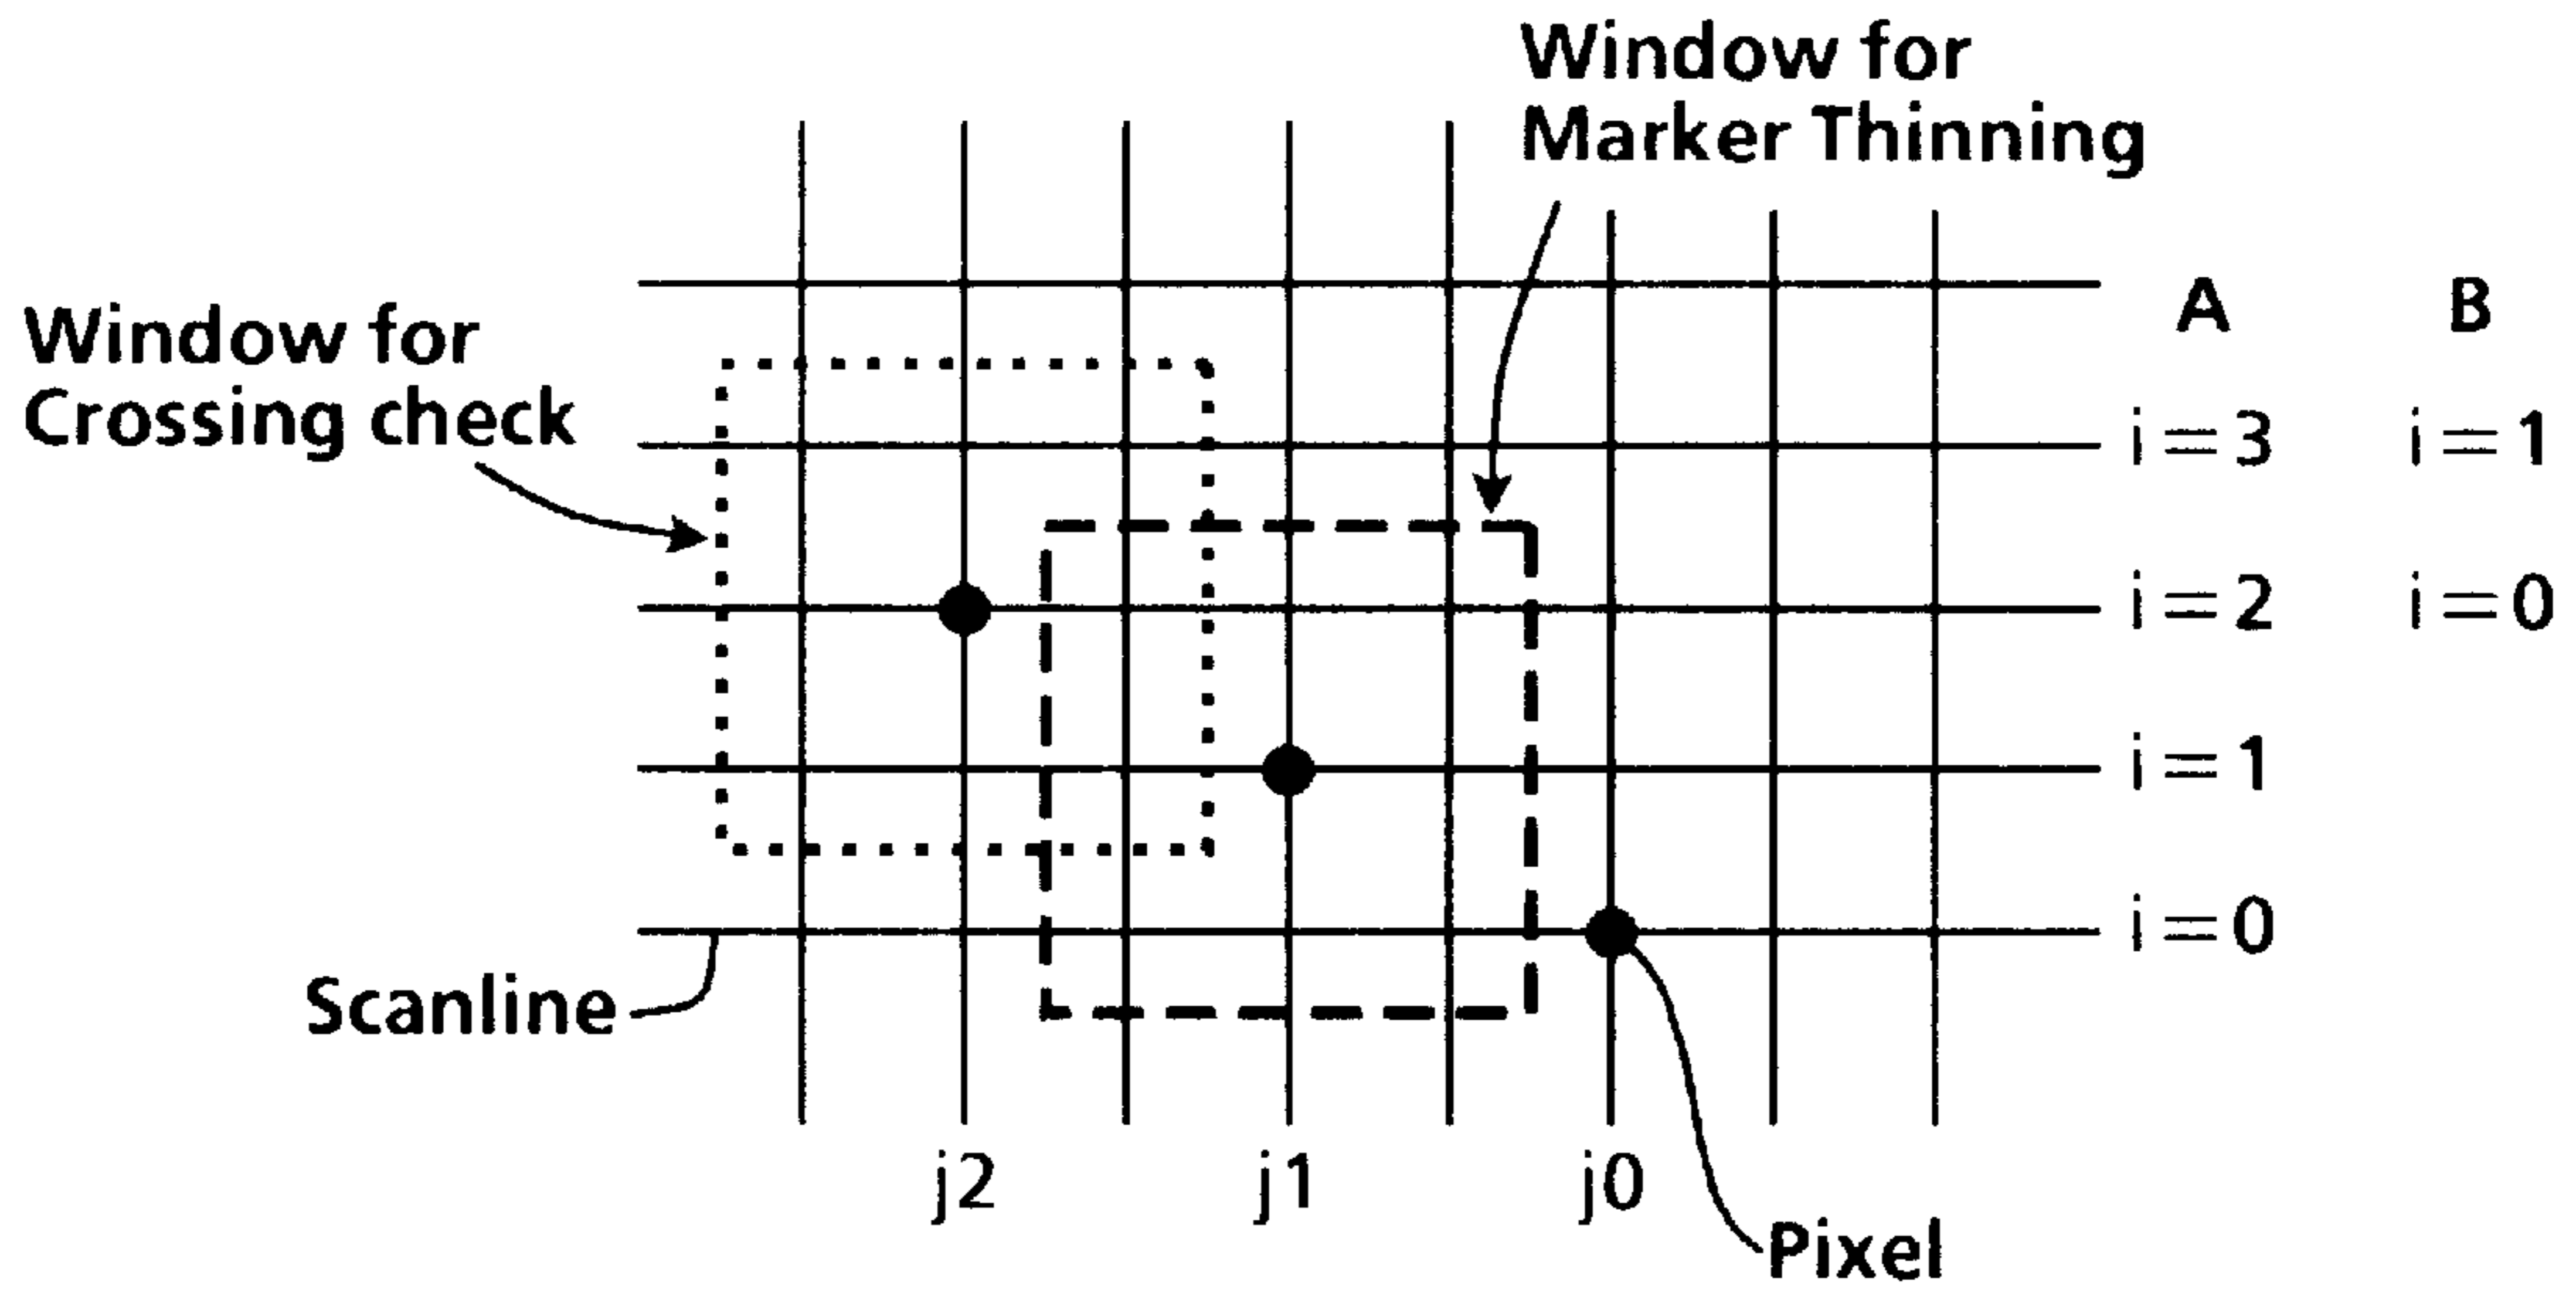 Window for
Marker Thinning
Window for
Crossing check
A B
i = 3 i = 1
i = 2 i = 0
i = 1
i = 0
Scanline
j2 j1 j0
Pixel